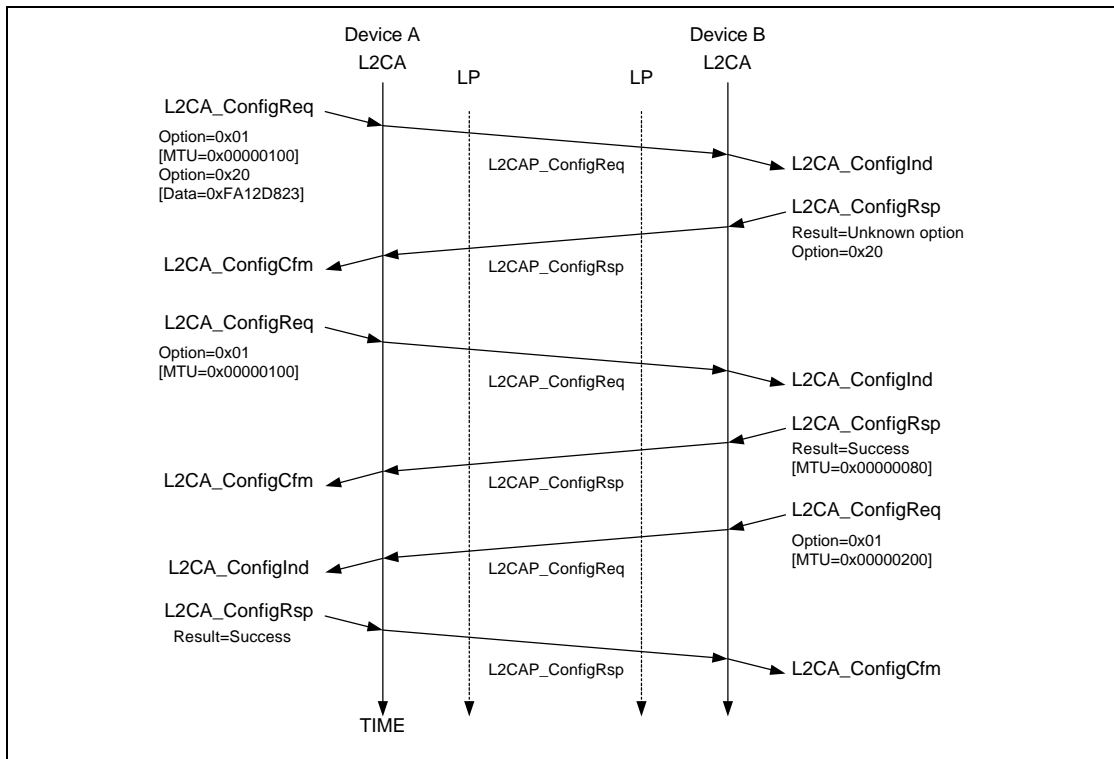 Device A
Device B
L2CA
LP
LP
L2CA
L2CA_ConfigReq
Option=0x01
[MTU=0x00000100]
Option=0x20
[Data=0xFA12D823]
L2CAP_ConfigReq
L2CA_ConfigInd
L2CA_ConfigRsp
Result=Unknown option
Option=0x20
L2CA_ConfigCfm
L2CAP_ConfigRsp
L2CA_ConfigReq
Option=0x01
[MTU=0x00000100]
L2CAP_ConfigReq
L2CA_ConfigInd
L2CA_ConfigRsp
Result=Success
[MTU=0x00000080]
L2CA_ConfigCfm
L2CAP_ConfigRsp
L2CA_ConfigReq
Option=0x01
[MTU=0x00000200]
L2CA_ConfigInd
L2CAP_ConfigReq
L2CA_ConfigRsp
Result=Success
L2CAP_ConfigRsp
L2CA_ConfigCfm
TIME